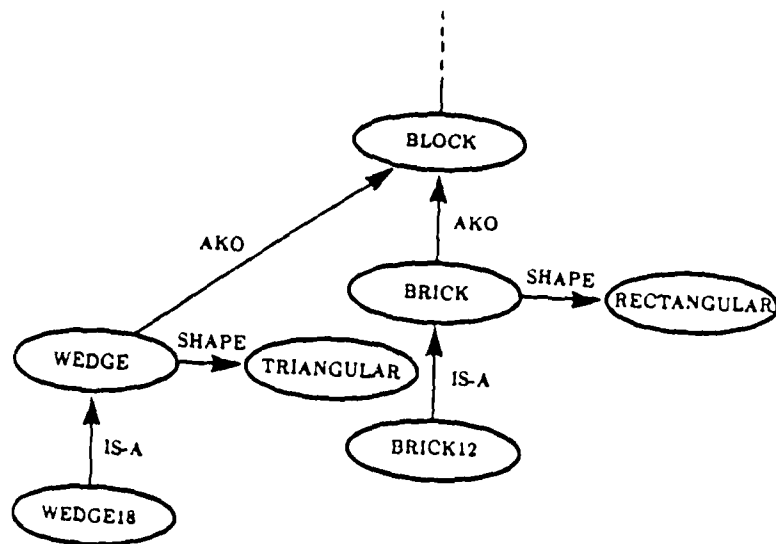 BLOCK
AKO
AKO
BRICK
SHAPE
RECTANGULAR
WEDGE
SHAPE
TRIANGULAR
IS-A
BRICK12
IS-A
WEDGE18